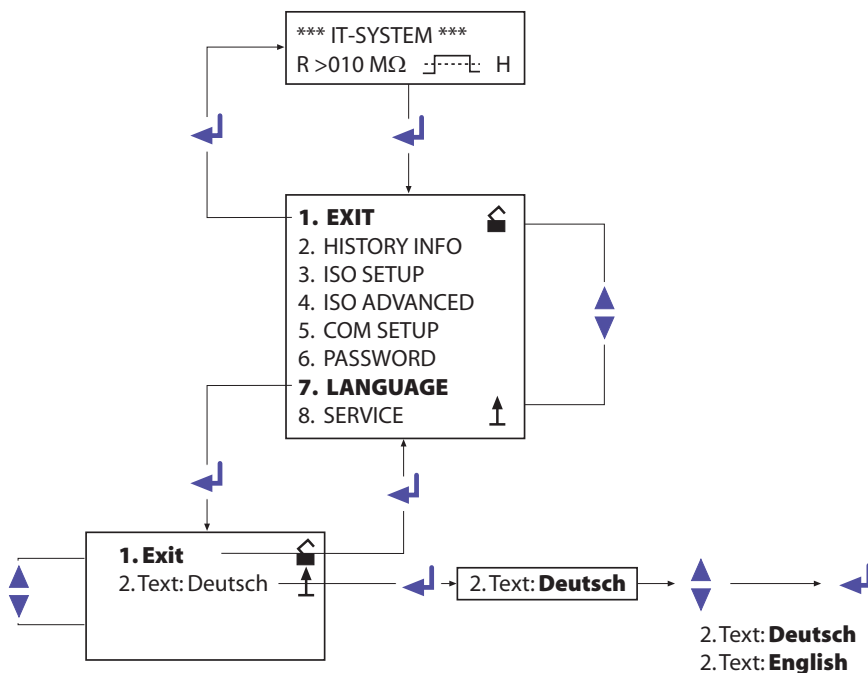 *** IT-SYSTEM ***
R >010 MΩ H
1. EXIT
2. HISTORY INFO
3. ISO SETUP
4. ISO ADVANCED
5. COM SETUP
6. PASSWORD
7. LANGUAGE
8. SERVICE
1. Exit
2. Text: Deutsch
2. Text: Deutsch
2. Text: Deutsch
2. Text: English